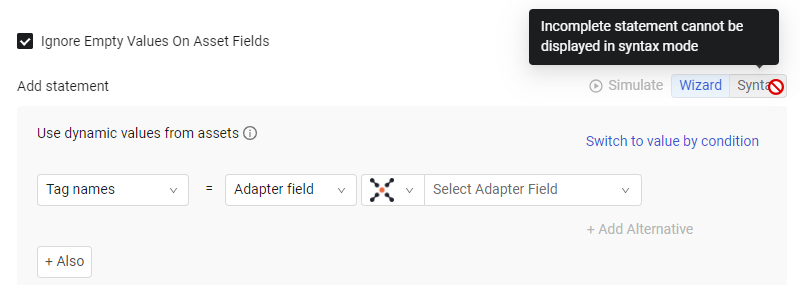 Incomplete statement cannot be
displayed in syntax mode
Ignore Empty Values On Asset Fields
Add statement
Simulate
Wizard
Synta
Use dynamic values from assets
Switch to value by condition
Tag names
=
Adapter field
Select Adapter Field
+ Add Alternative
+ Also